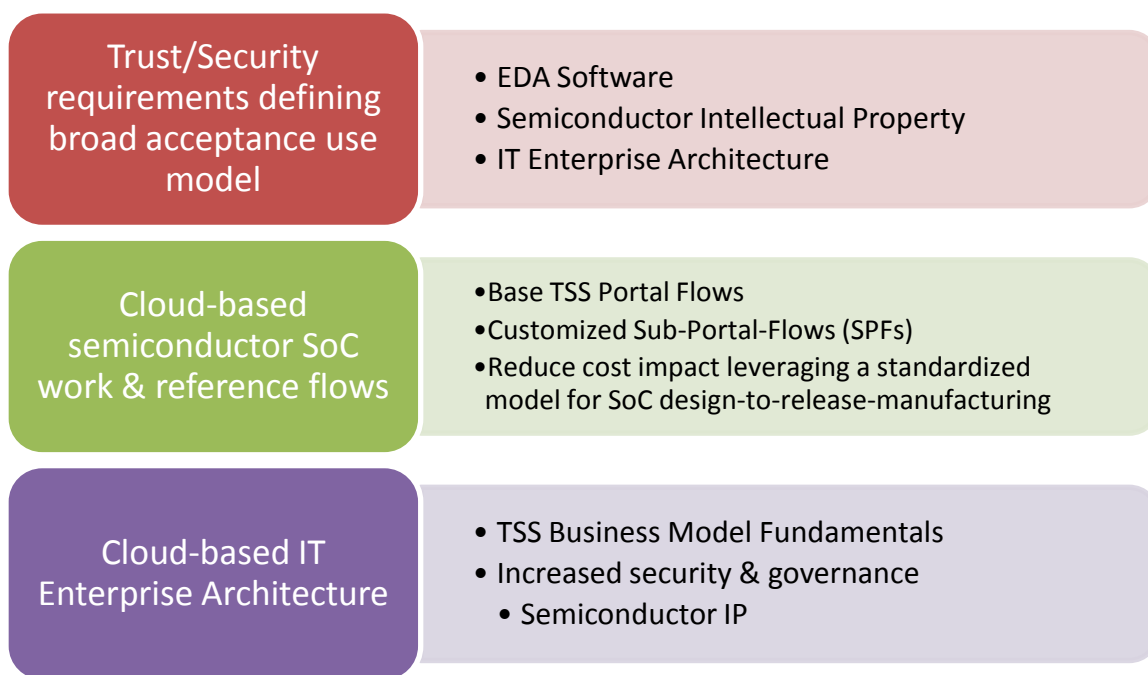 Trust/Security
requirements defining
broad acceptance use
model
• EDA Software
• Semiconductor Intellectual Property
• IT Enterprise Architecture
Cloud-based
semiconductor SoC
work & reference flows
•Base TSS Portal Flows
•Customized Sub-Portal-Flows (SPFs)
•Reduce cost impact leveraging a standardized
model for SoC design-to-release-manufacturing
Cloud-based IT
Enterprise Architecture
• TSS Business Model Fundamentals
• Increased security & governance
• Semiconductor IP